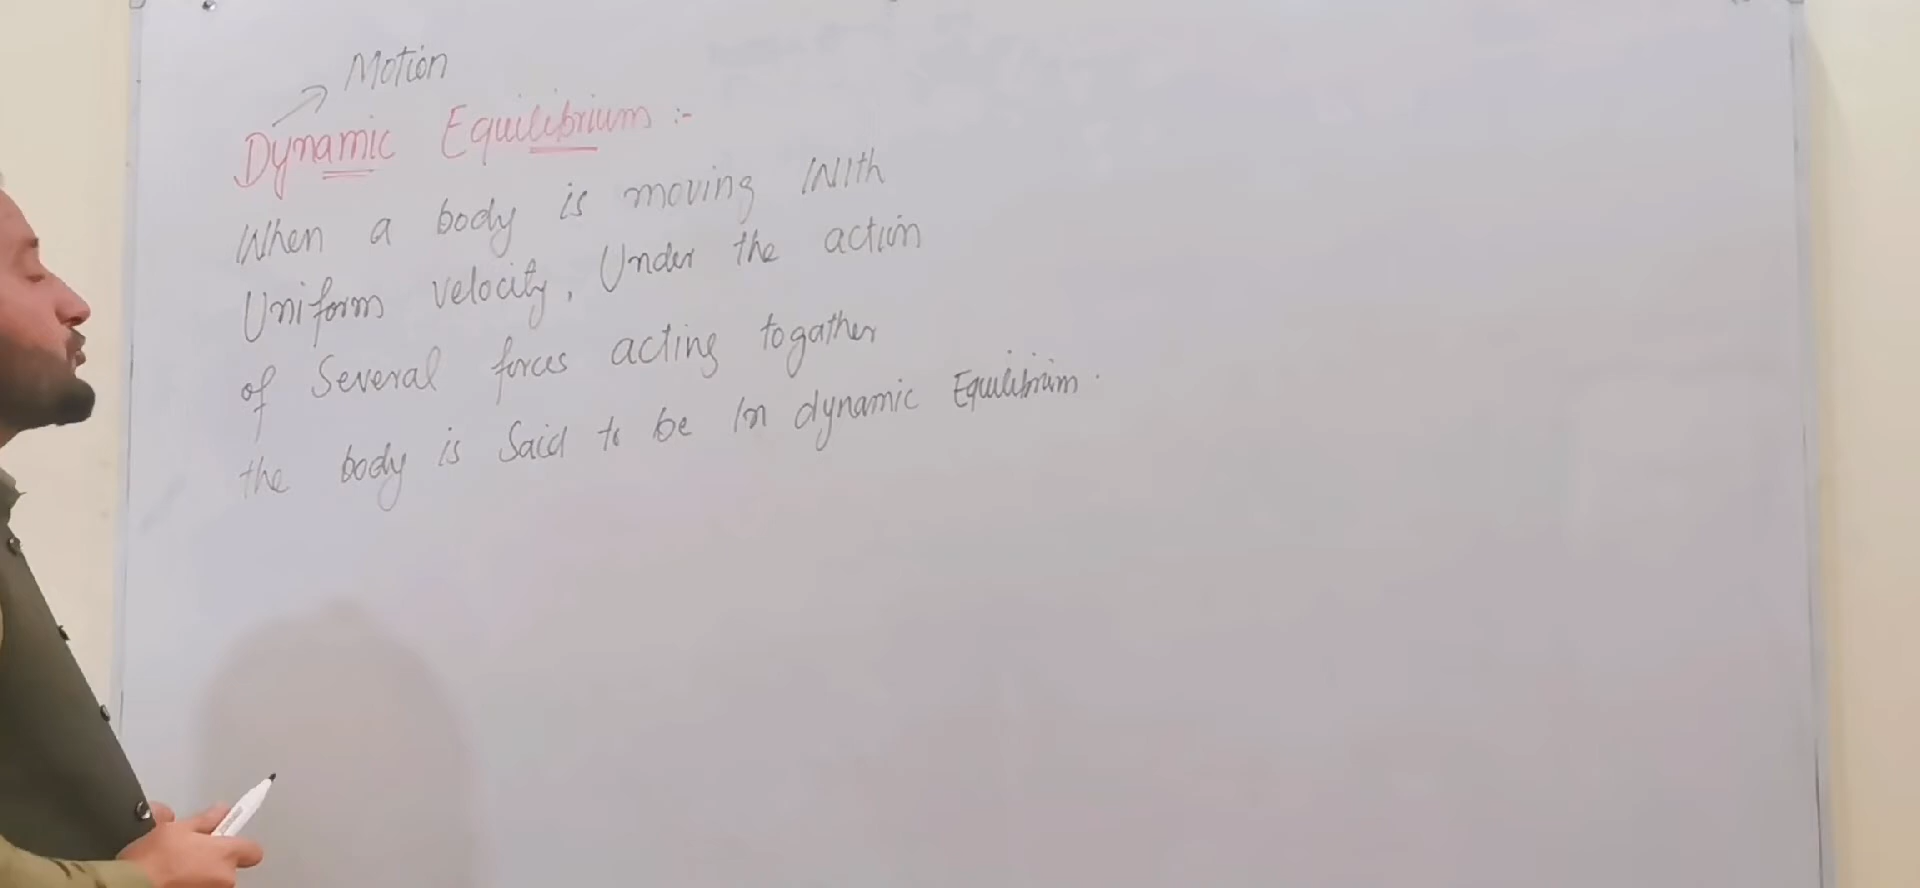 Motion
Dynamic Equilibrium :-
When a body is moving With
Uniform velocity, Under the action
of Several forces acting togather
the body is Said to be In dynamic Equilibrium.